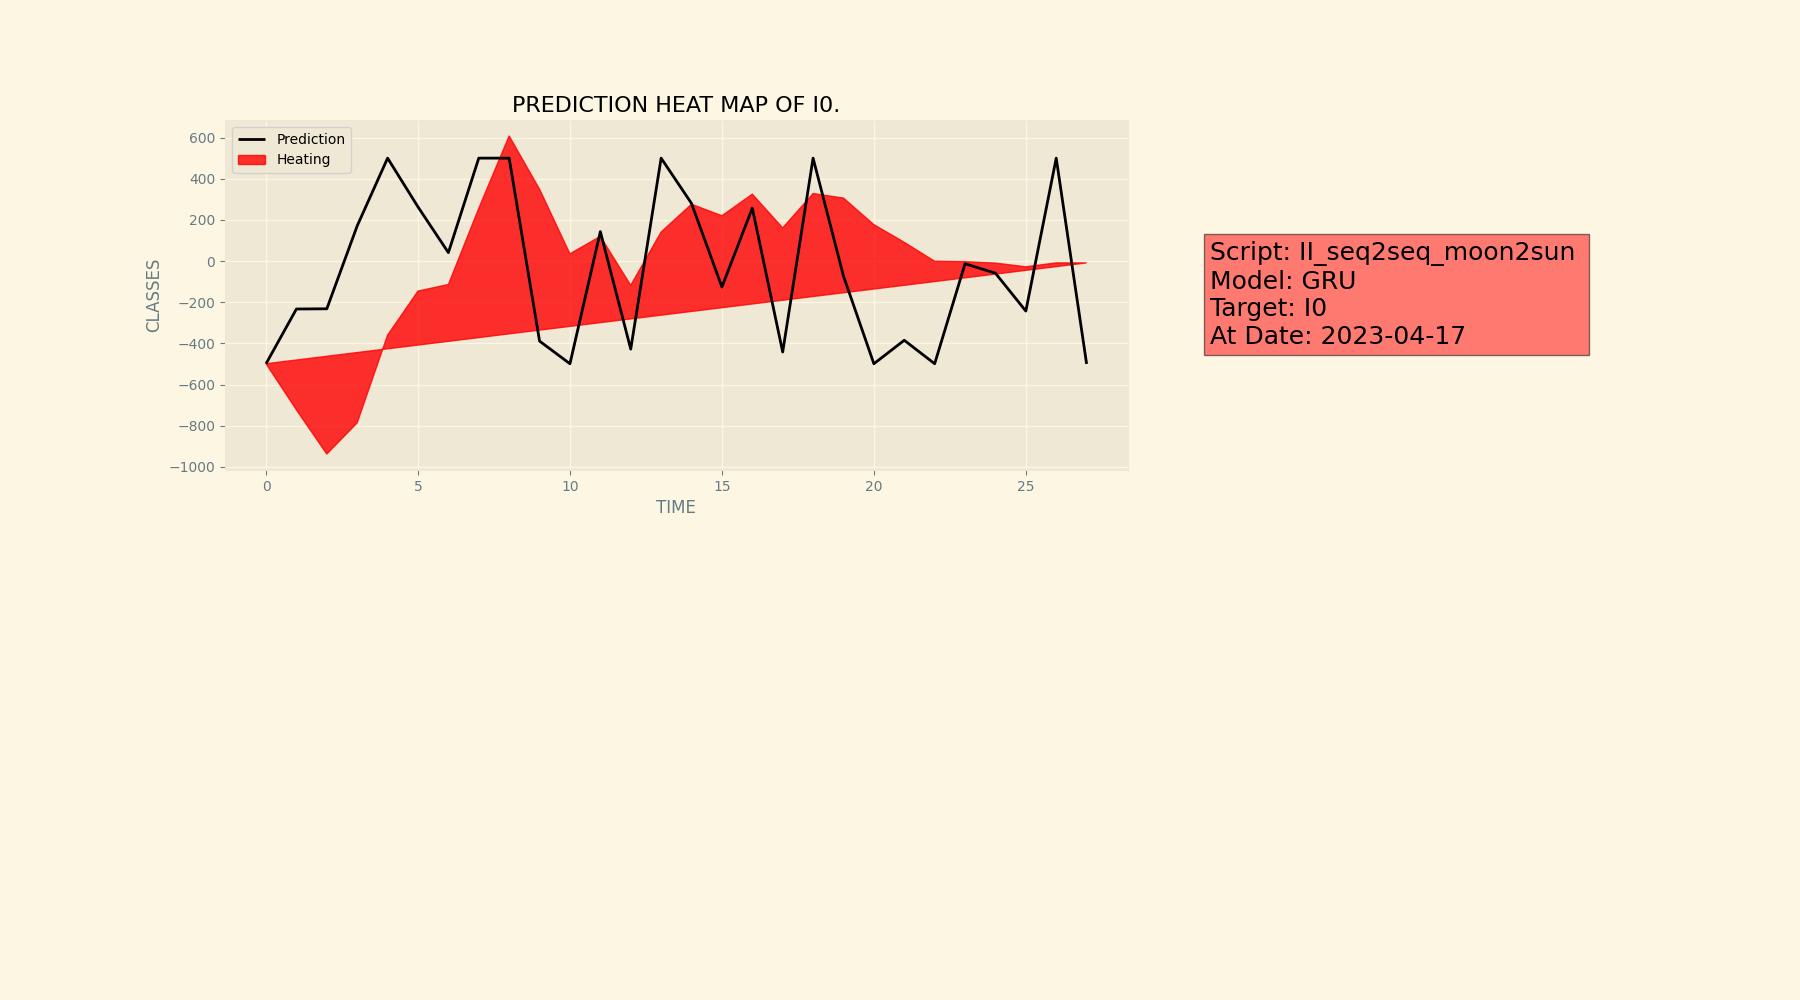 PREDICTION HEAT MAP OF I0.
Prediction
Heating
600
400
200
0
−200
−400
−600
−800
−1000
CLASSES
0 5 10 15 20 25
TIME
Script: II_seq2seq_moon2sun
Model: GRU
Target: I0
At Date: 2023-04-17